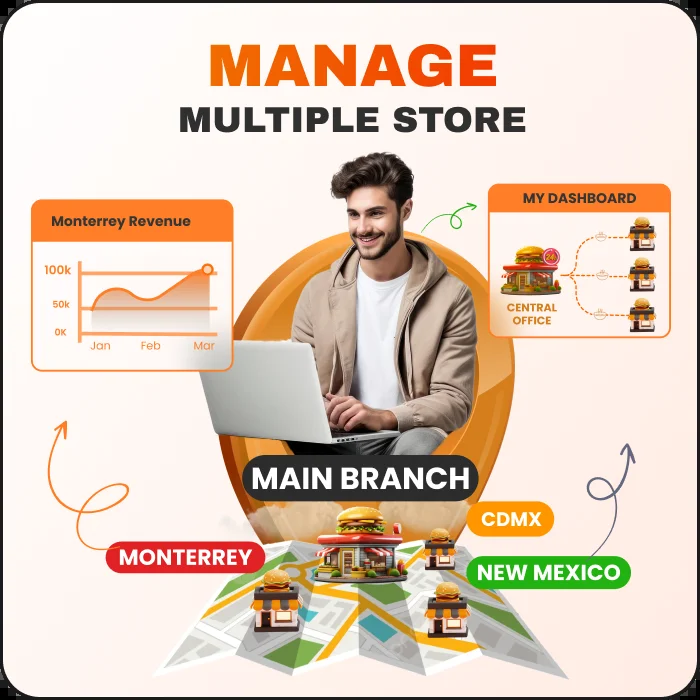 MANAGE
MULTIPLE STORE
Monterrey Revenue
100k
50k
0K
Jan Feb Mar
MY DASHBOARD
24
CENTRAL
OFFICE
MAIN BRANCH
CDMX
MONTERREY
NEW MEXICO